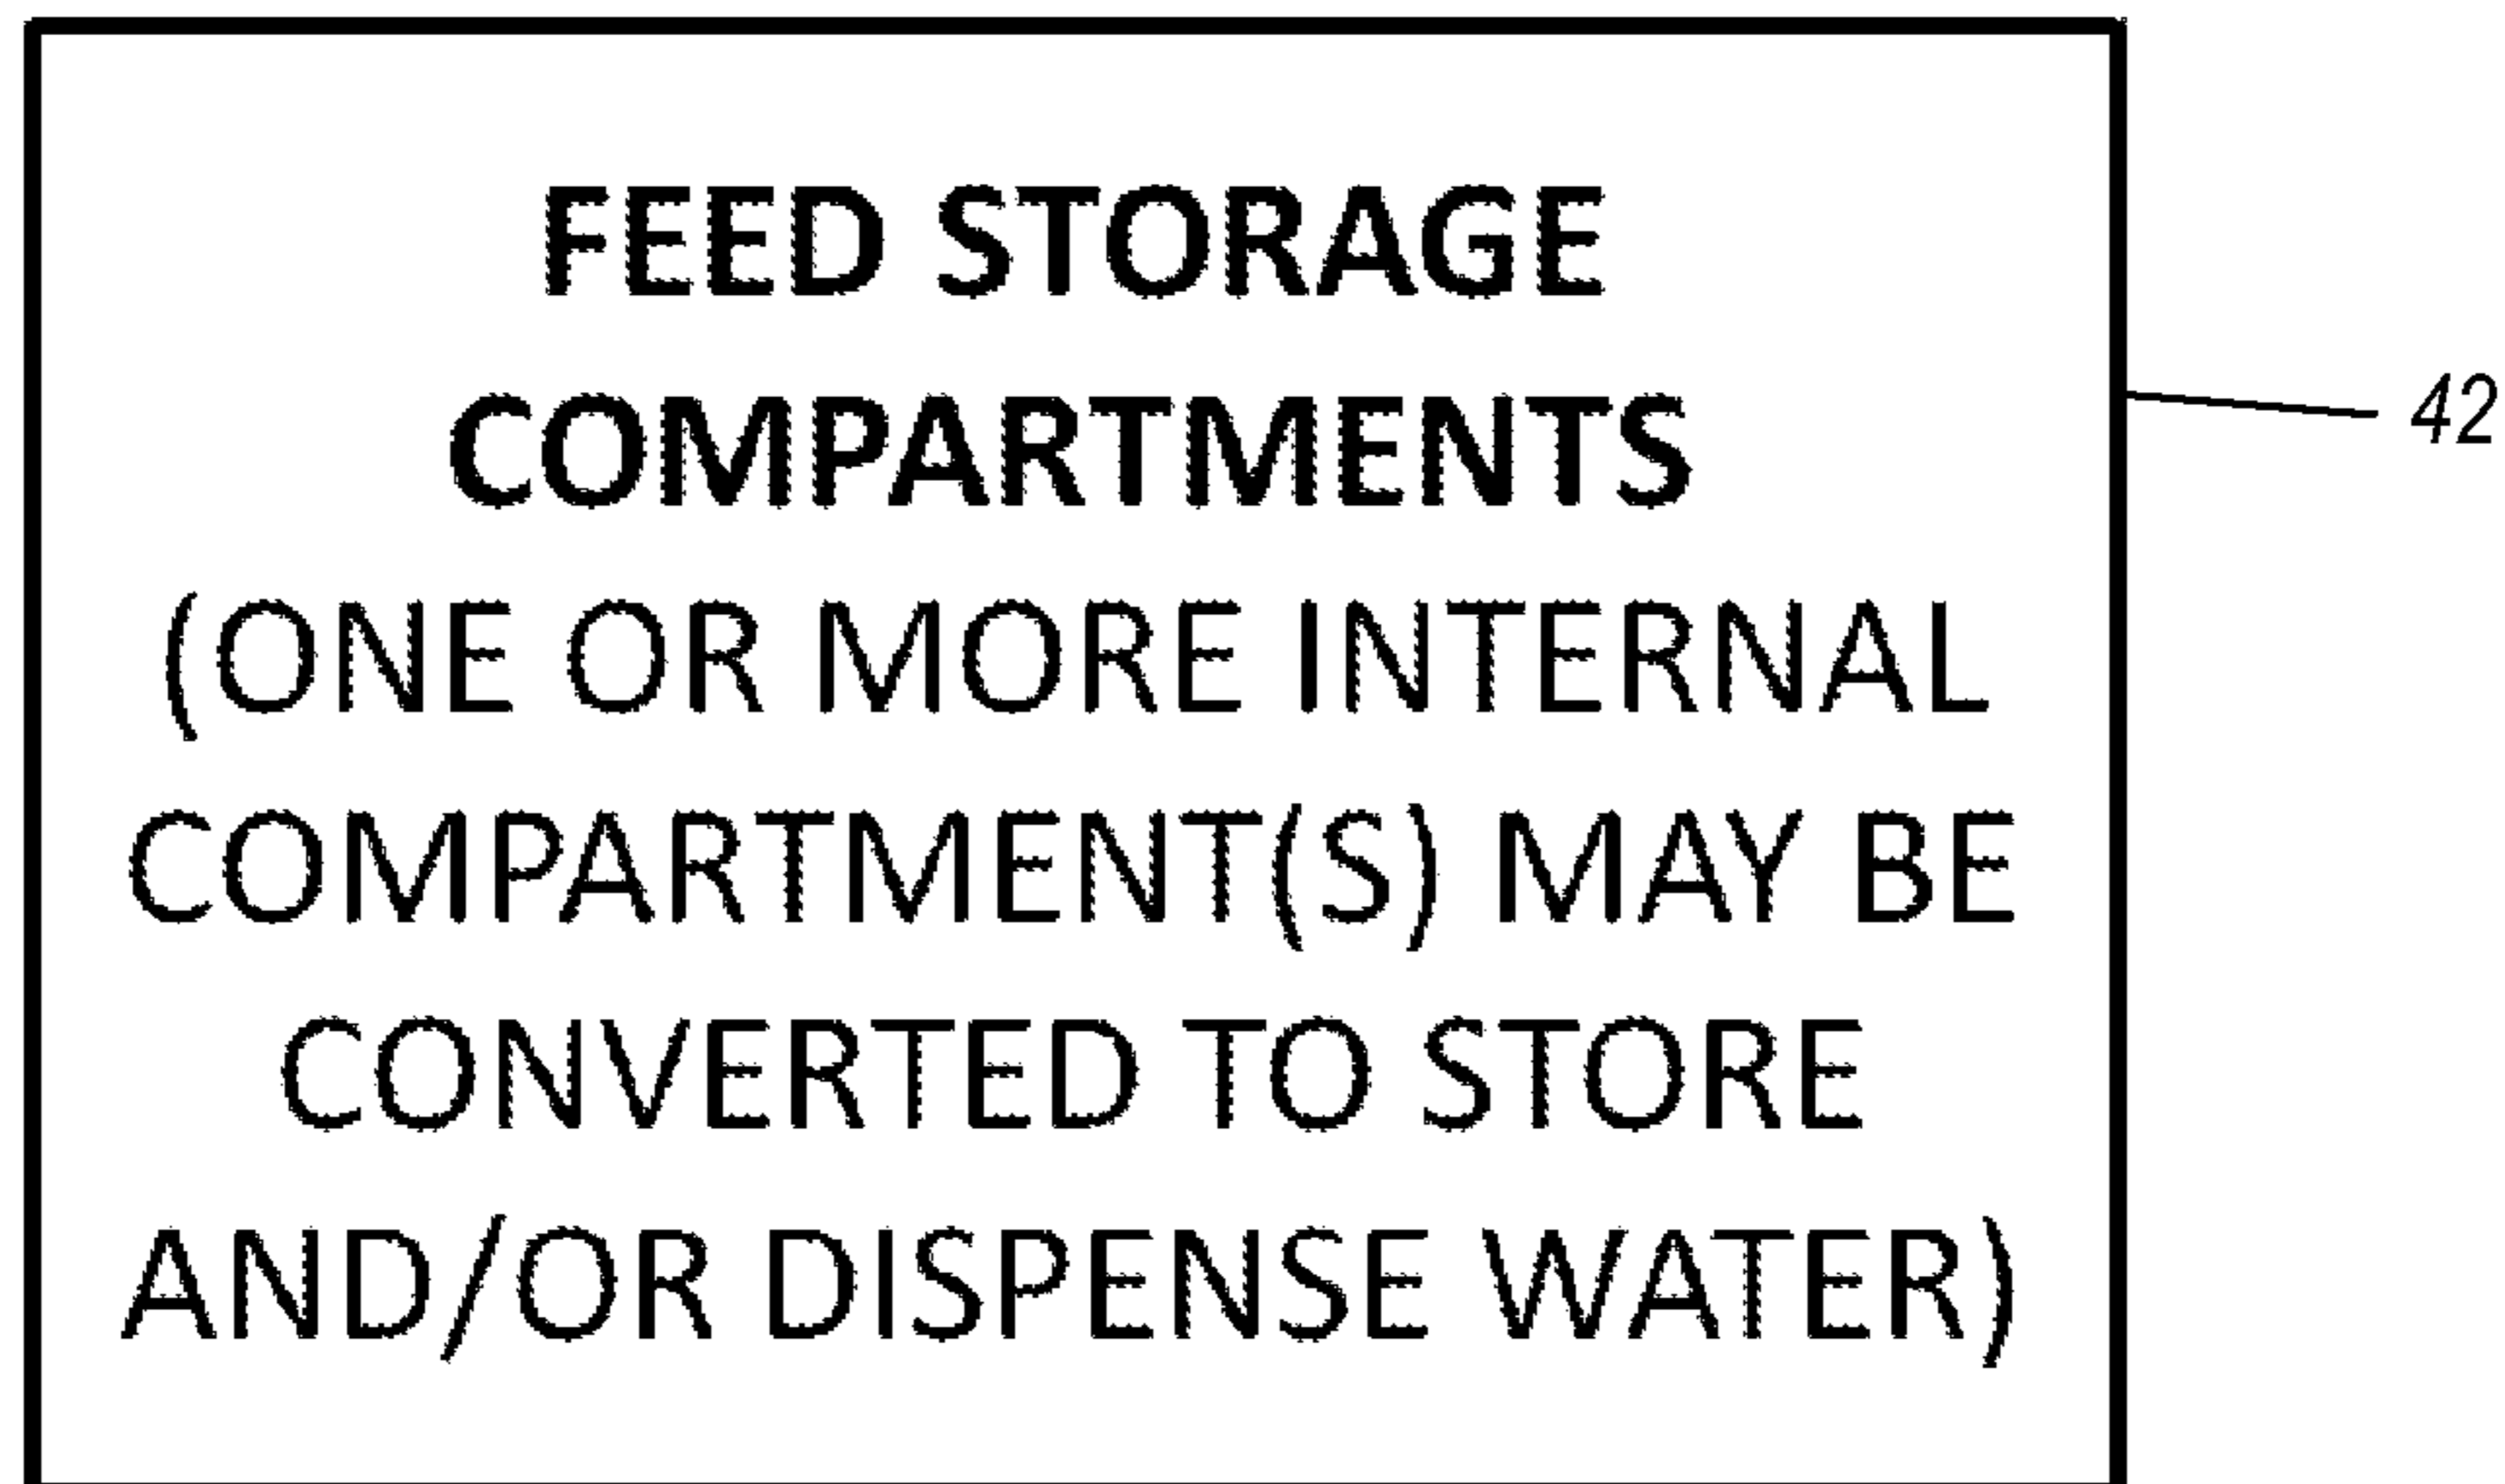 FEED STORAGE
COMPARTMENTS
42
(ONE OR MORE INTERNAL
COMPARTMENT(S) MAY BE
CONVERTED TO STORE
AND/OR DISPENSE WATER)